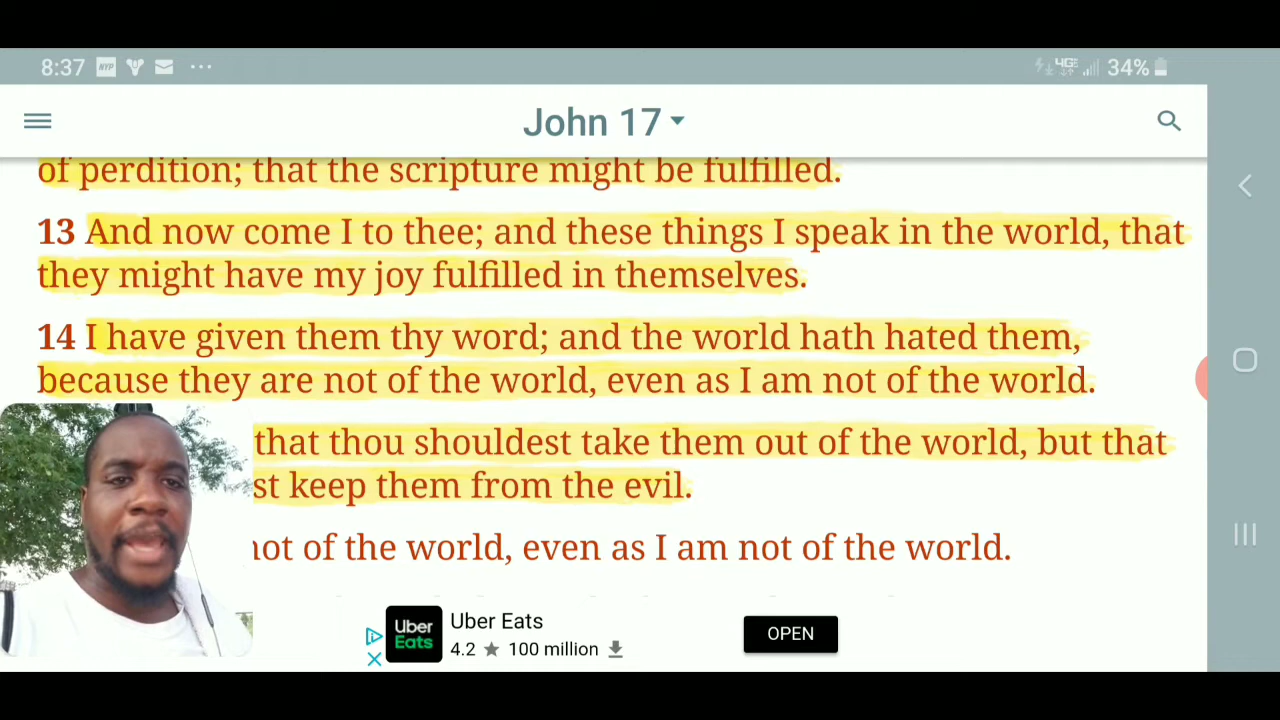 8:37 NYP ... 4GE 34%
John 17
of perdition; that the scripture might be fulfilled.
13 And now come I to thee; and these things I speak in the world, that
they might have my joy fulfilled in themselves.
14 I have given them thy word; and the world hath hated them,
because they are not of the world, even as I am not of the world.
that thou shouldest take them out of the world, but that
st keep them from the evil.
not of the world, even as I am not of the world.
Uber Eats
Uber Eats
4.2 ★ 100 million
OPEN